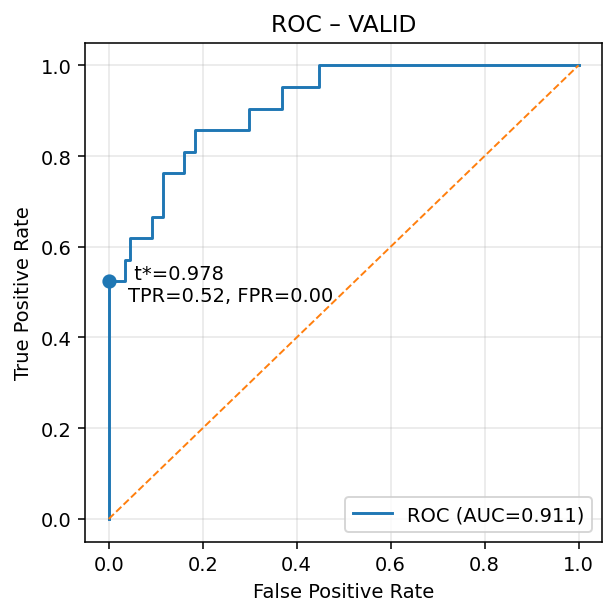 ROC – VALID
1.0
0.8
0.6
0.4
0.2
0.0
True Positive Rate
t*=0.978
TPR=0.52, FPR=0.00
ROC (AUC=0.911)
0.0 0.2 0.4 0.6 0.8 1.0
False Positive Rate